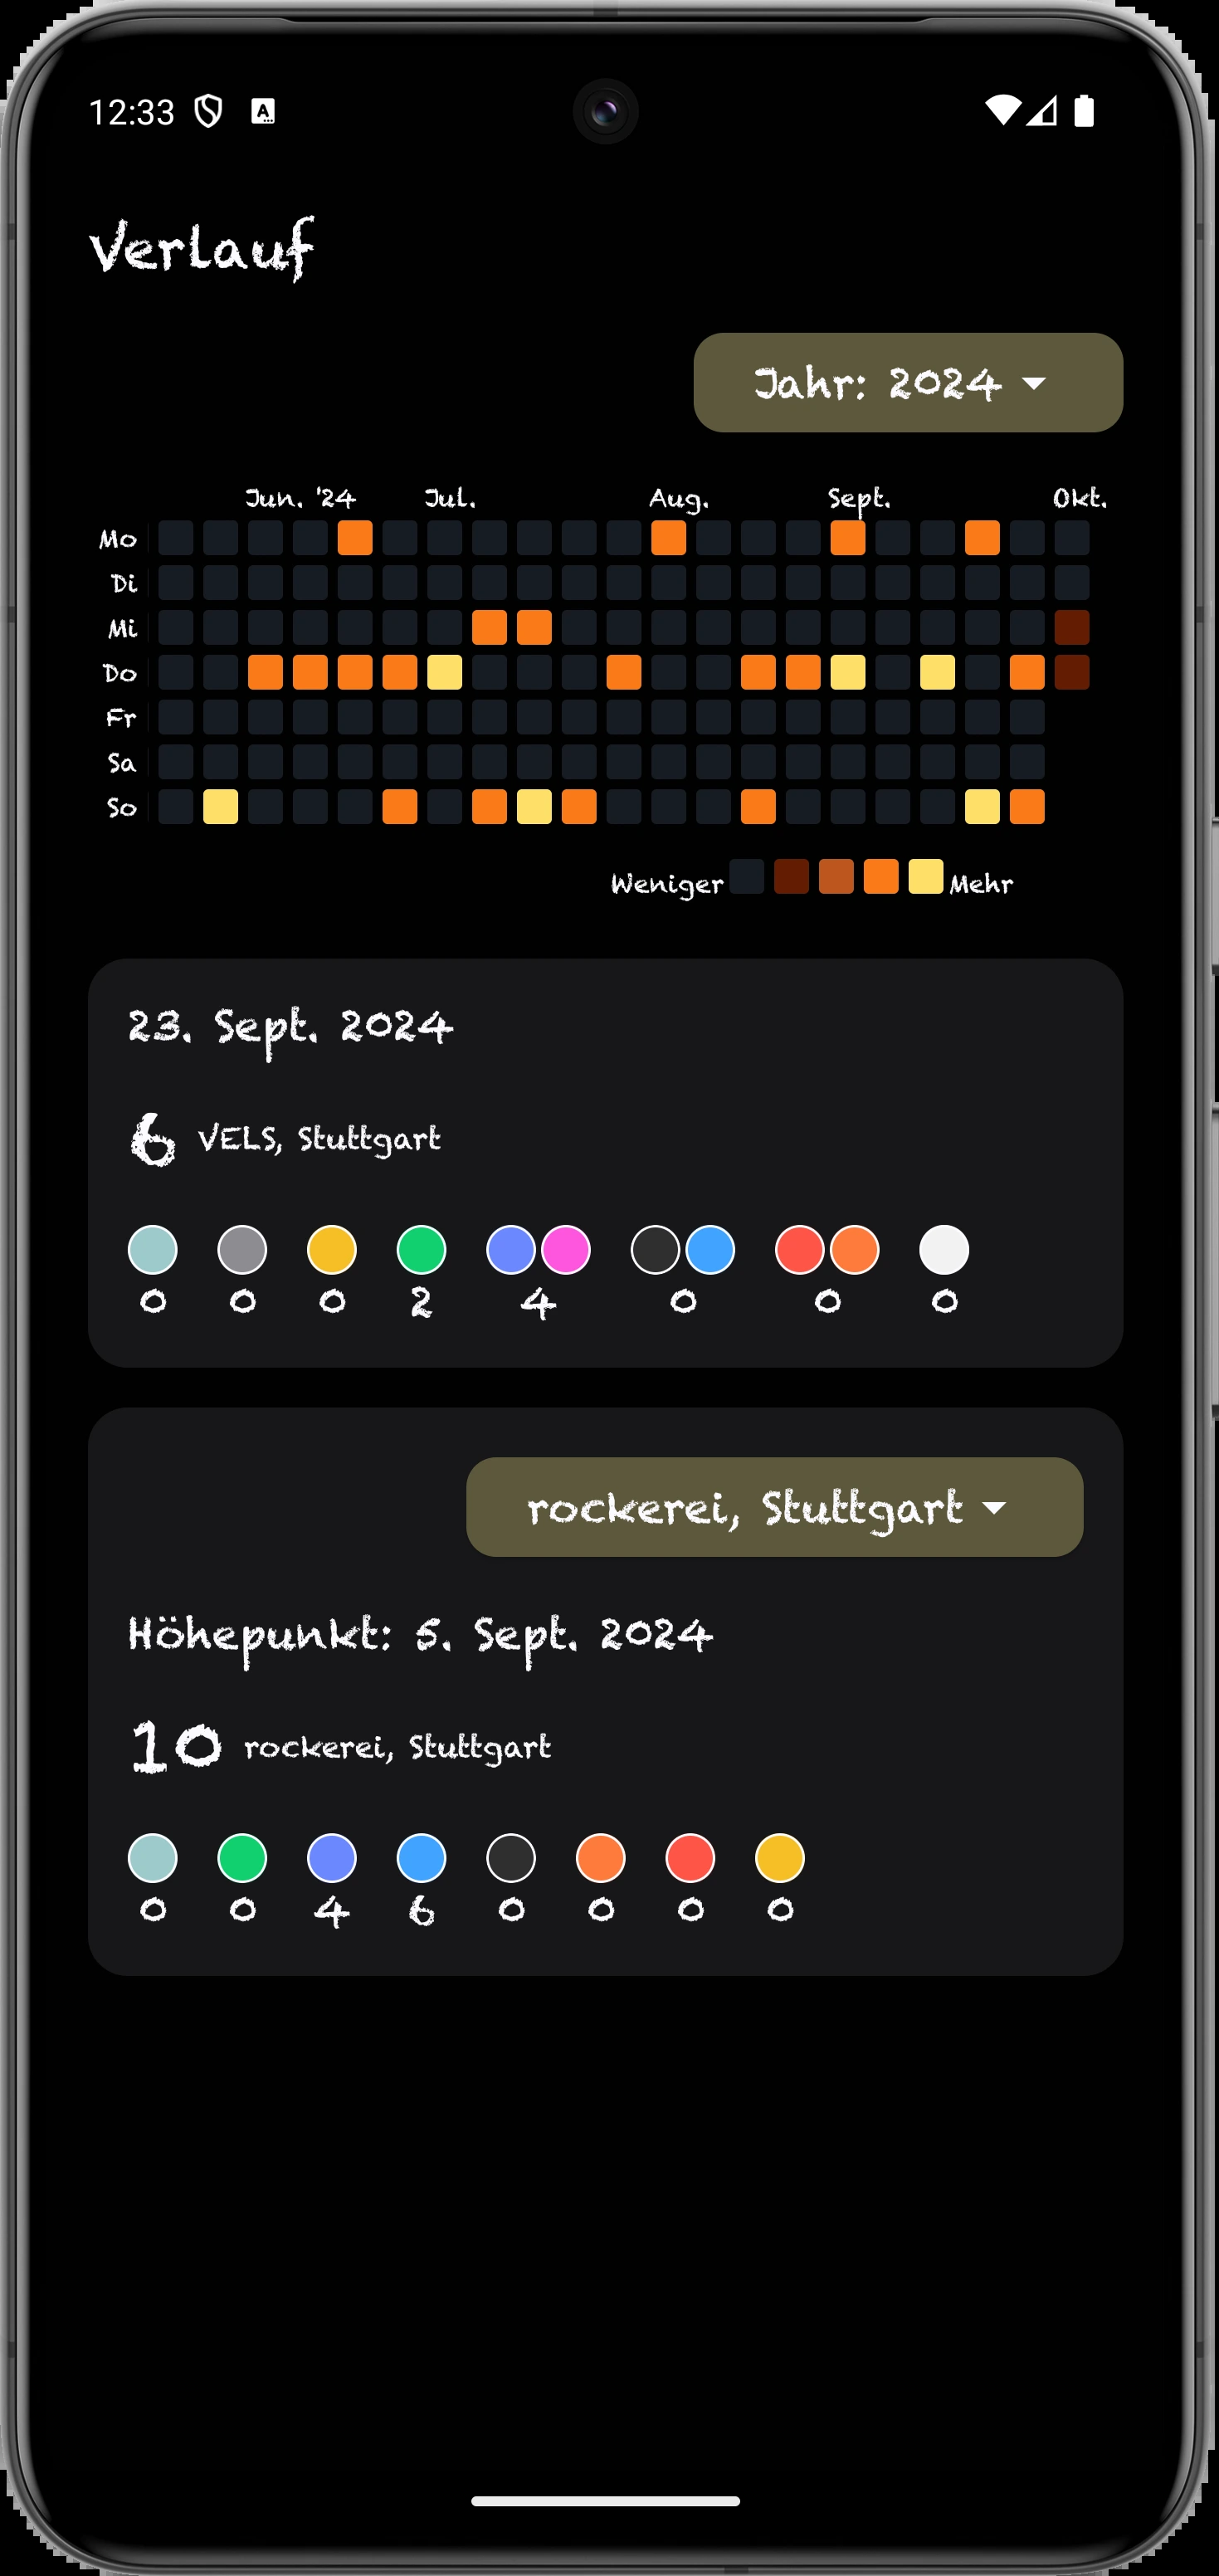 12:33
Verlauf
Jahr: 2024
Jun. '24 Jul. Aug. Sept. Okt.
Mo
Di
Mi
Do
Fr
Sa
So
Weniger Mehr
23. Sept. 2024
6 VELS, Stuttgart
0 0 0 2 4 0 0 0
rockerei, Stuttgart
Höhepunkt: 5. Sept. 2024
10 rockerei, Stuttgart
0 0 4 6 0 0 0 0